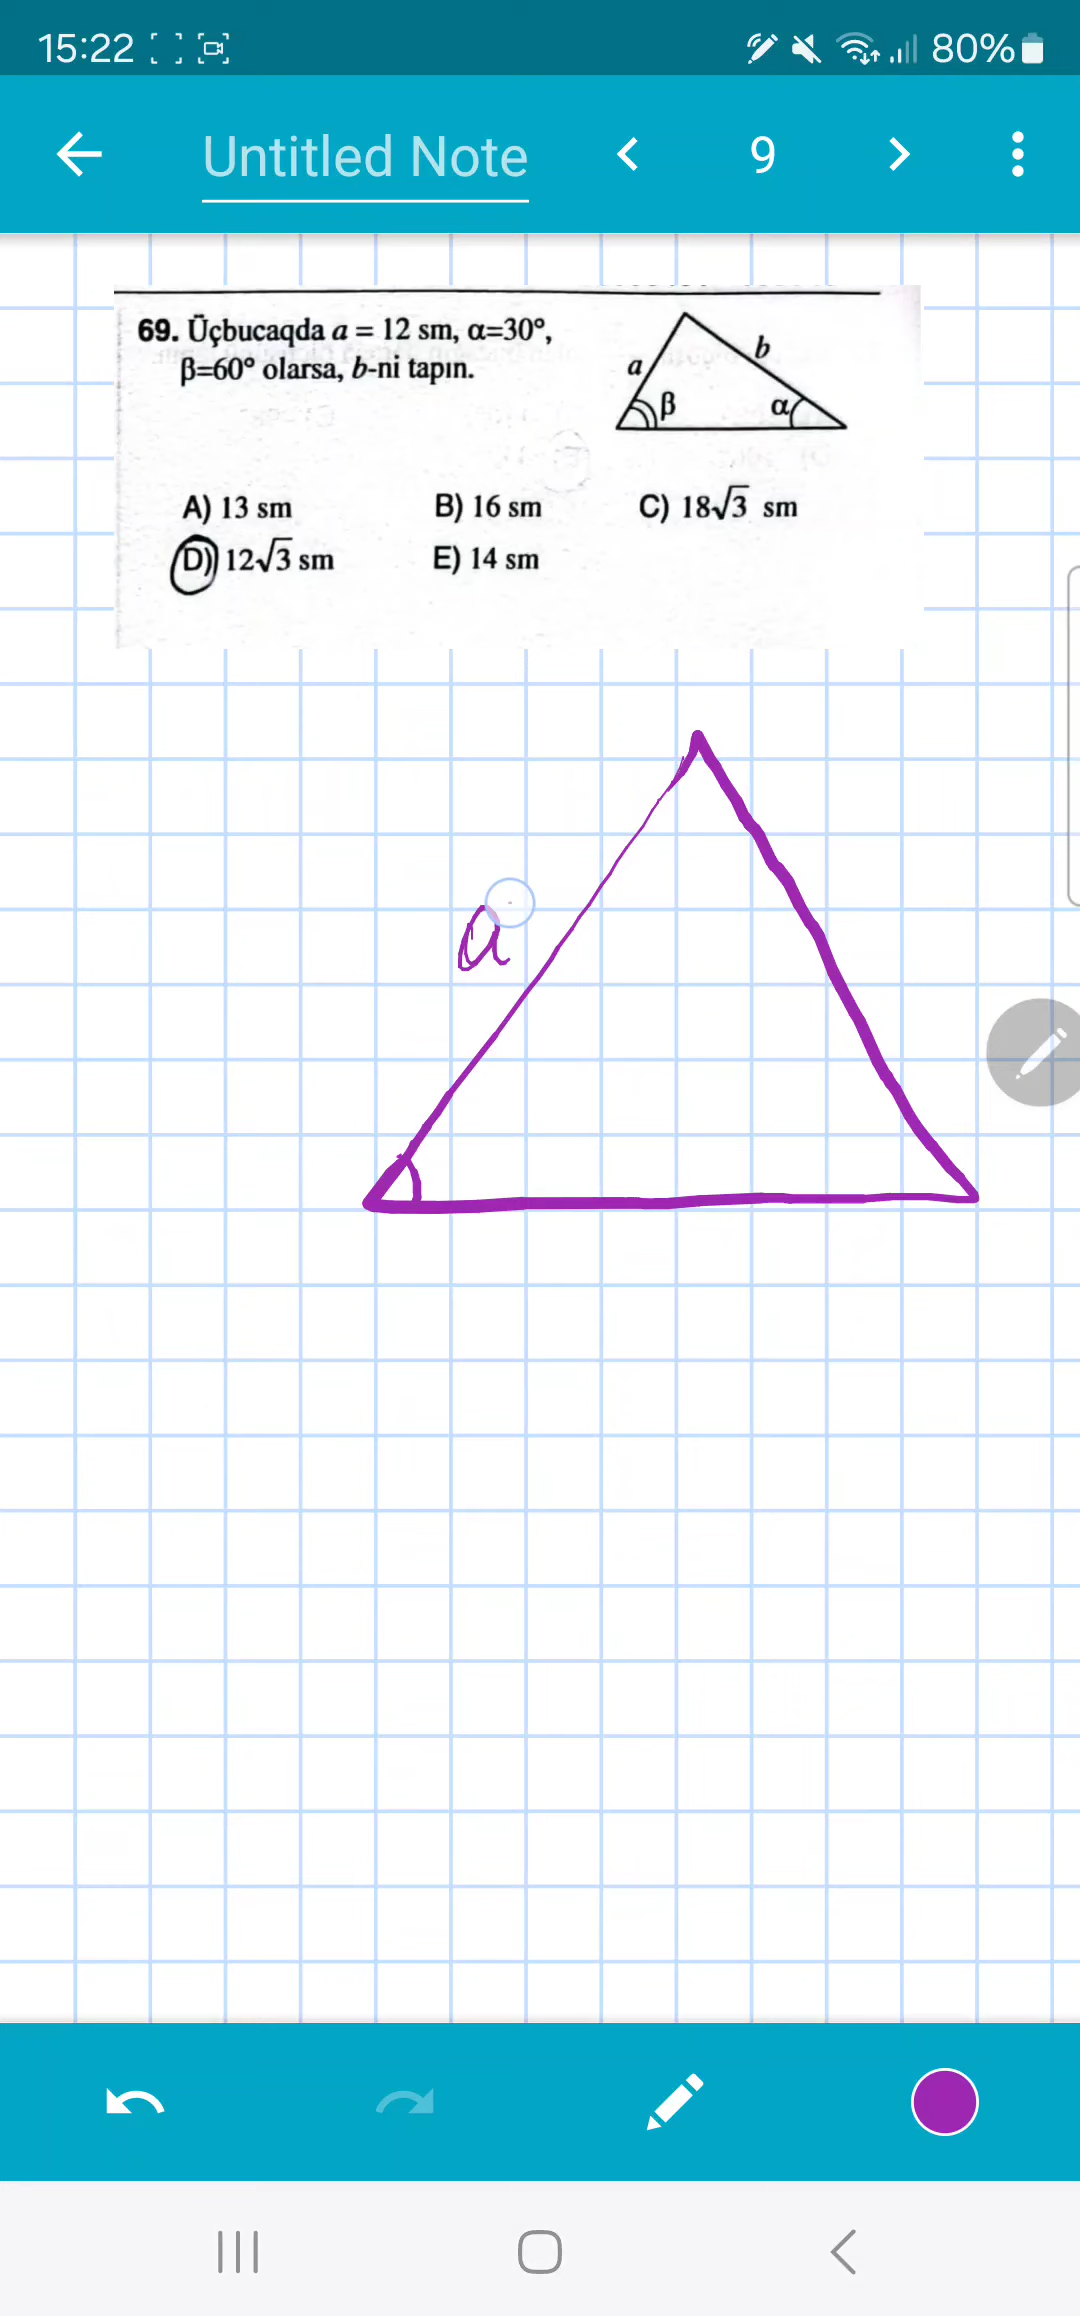 15:22 80%
Untitled Note 9
69. Üçbucaqda a = 12 sm, α=30°,
β=60° olarsa, b-ni tapın.
a b
β α
A) 13 sm B) 16 sm C) 18√3 sm
D) 12√3 sm E) 14 sm
a